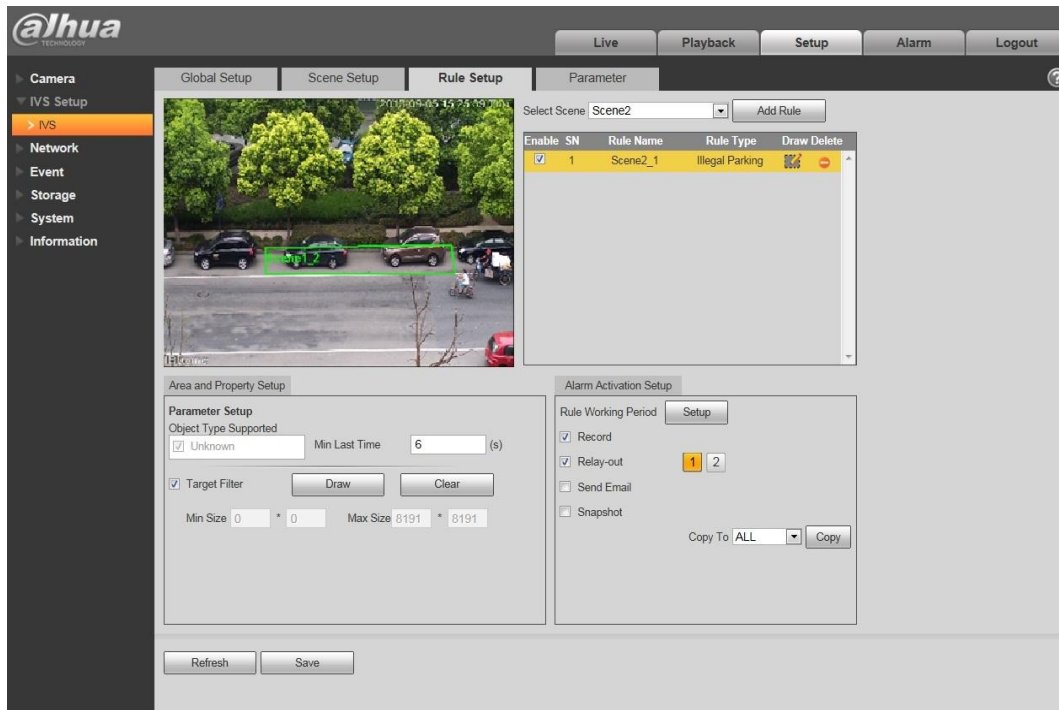 alhua
TECHNOLOGY
Live Playback Setup Alarm Logout
Camera
IVS Setup
> IVS
Network
Event
Storage
System
Information
Global Setup Scene Setup Rule Setup Parameter
Select Scene Scene2 Add Rule
Enable SN Rule Name Rule Type Draw Delete
1 Scene2_1 Illegal Parking
Scene1_2
Area and Property Setup
Parameter Setup
Object Type Supported
Unknown Min Last Time 6 (s)
Target Filter Draw Clear
Min Size 0 * 0 Max Size 8191 * 8191
Alarm Activation Setup
Rule Working Period Setup
Record
Relay-out 1 2
Send Email
Snapshot
Copy To ALL Copy
Refresh Save